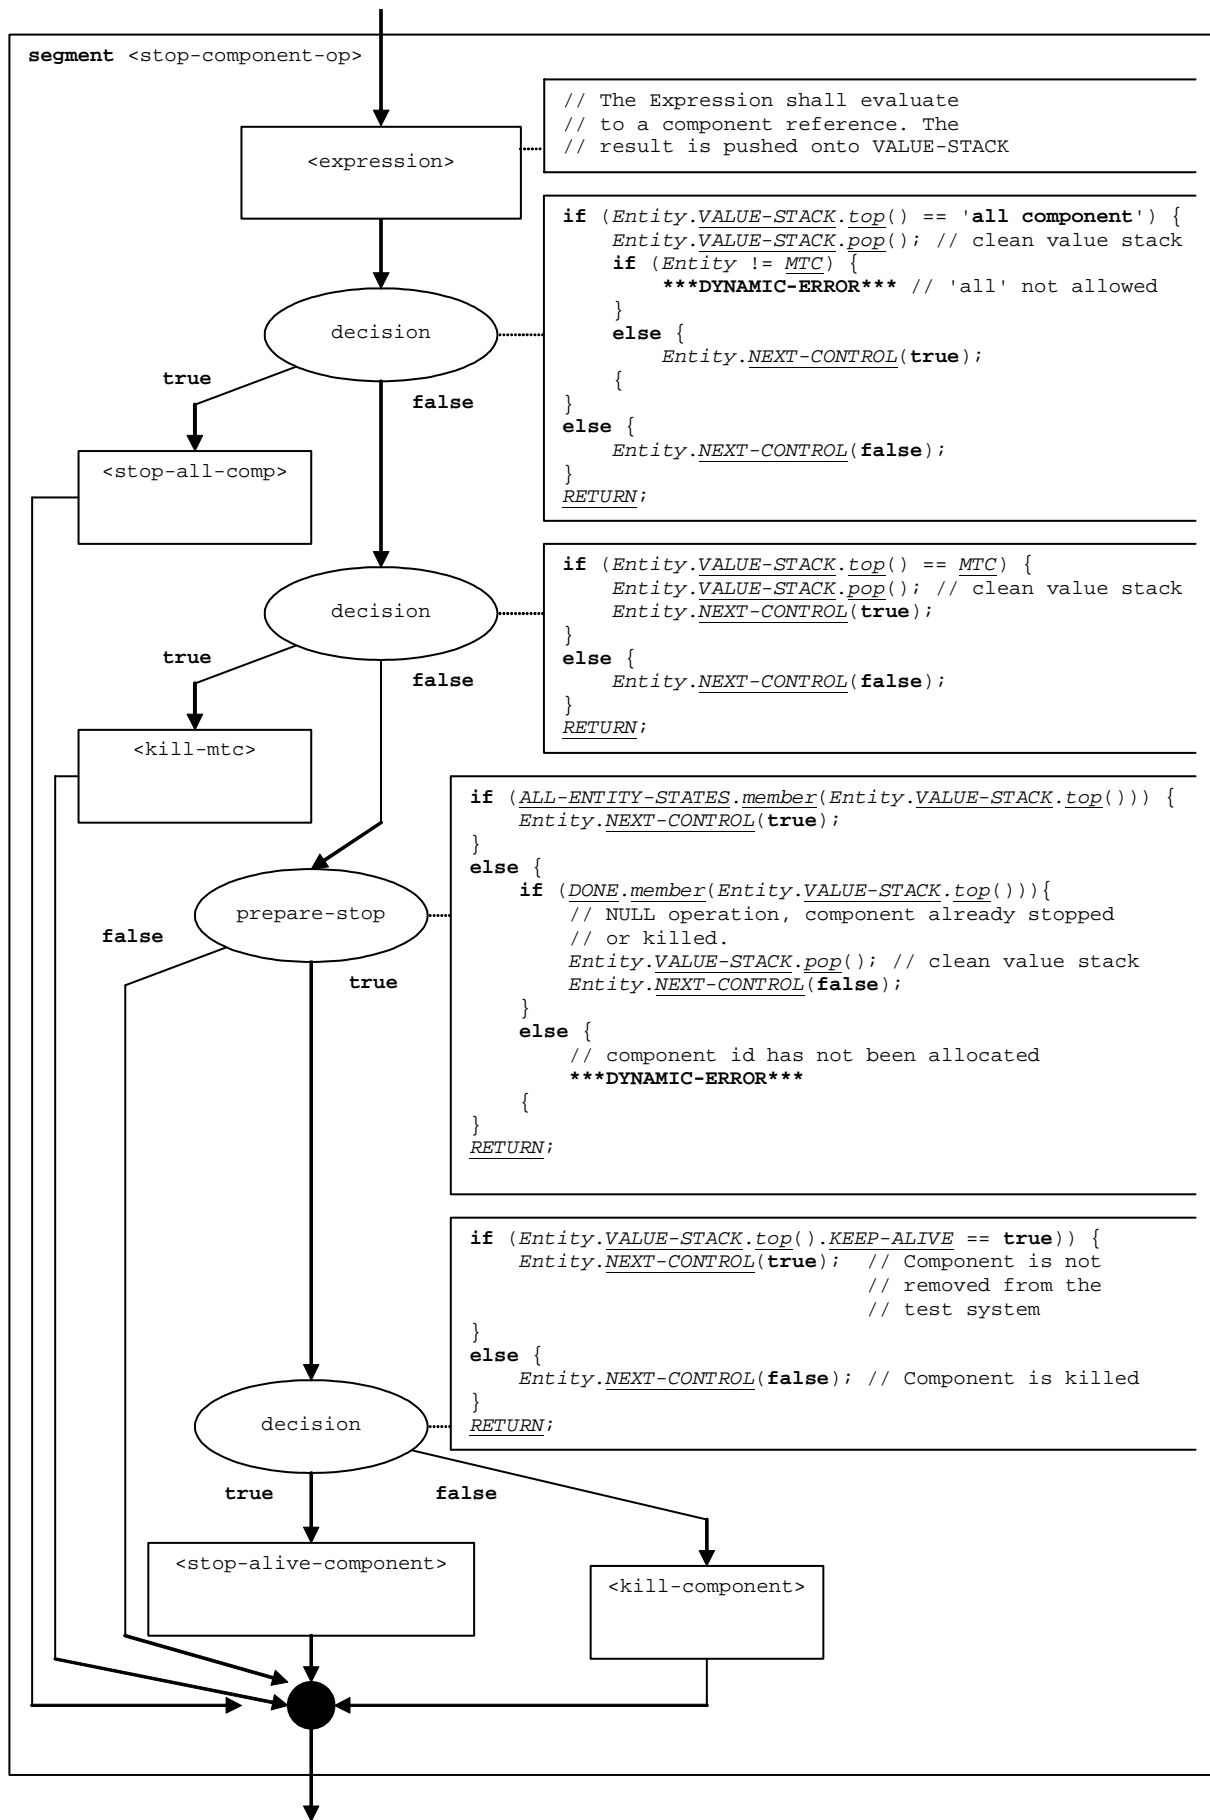 segment <stop-component-op>
// The Expression shall evaluate
// to a component reference. The
// result is pushed onto VALUE-STACK
<expression>
if (Entity.VALUE-STACK.top() == 'all component') {
Entity.VALUE-STACK.pop(); // clean value stack
if (Entity != MTC) {
***DYNAMIC-ERROR*** // 'all' not allowed
}
else {
Entity.NEXT-CONTROL(true);
{
}
else {
Entity.NEXT-CONTROL(false);
}
RETURN;
decision
true
false
<stop-all-comp>
if (Entity.VALUE-STACK.top() == MTC) {
Entity.VALUE-STACK.pop(); // clean value stack
Entity.NEXT-CONTROL(true);
}
else {
Entity.NEXT-CONTROL(false);
}
RETURN;
decision
true
false
<kill-mtc>
if (ALL-ENTITY-STATES.member(Entity.VALUE-STACK.top())) {
Entity.NEXT-CONTROL(true);
}
else {
if (DONE.member(Entity.VALUE-STACK.top())){
// NULL operation, component already stopped
// or killed.
Entity.VALUE-STACK.pop(); // clean value stack
Entity.NEXT-CONTROL(false);
}
else {
// component id has not been allocated
***DYNAMIC-ERROR***
{
}
RETURN;
prepare-stop
false
true
if (Entity.VALUE-STACK.top().KEEP-ALIVE == true)) {
Entity.NEXT-CONTROL(true);  // Component is not
// removed from the
// test system
}
else {
Entity.NEXT-CONTROL(false); // Component is killed
}
RETURN;
decision
true
false
<stop-alive-component>
<kill-component>